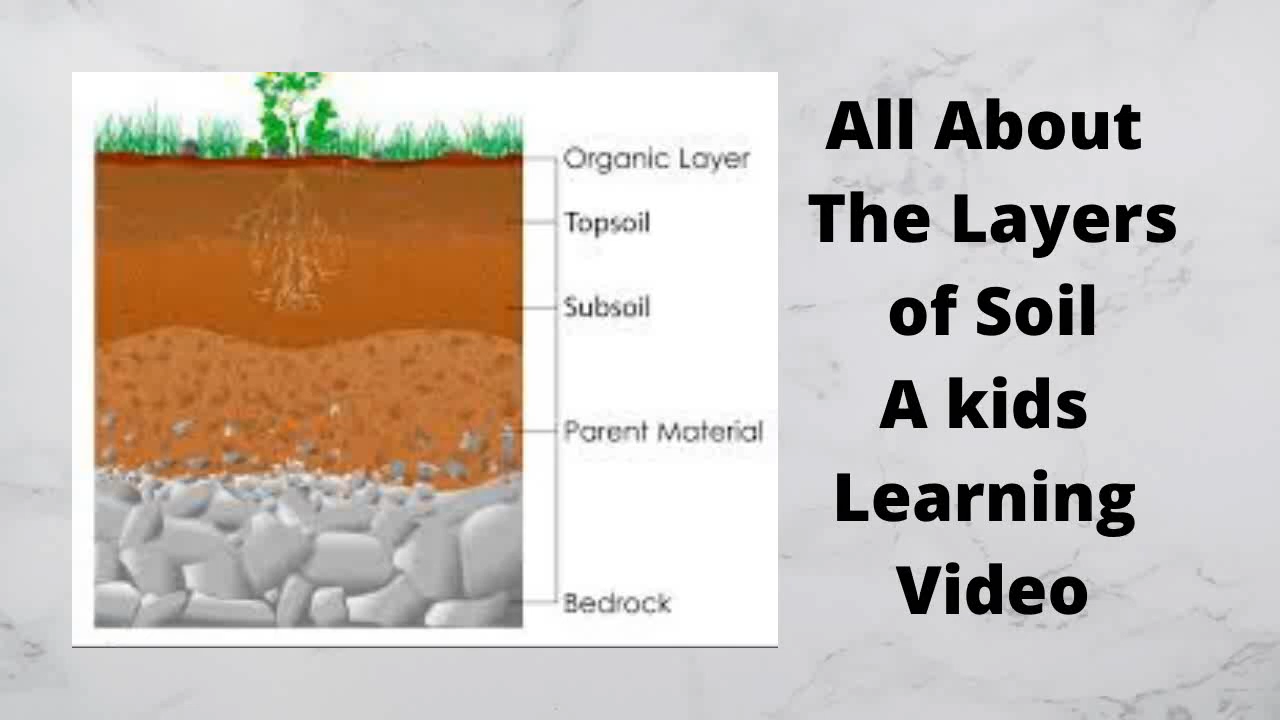 Organic Layer
Topsoil
Subsoil
Parent Material
Bedrock
All About
The Layers
of Soil
A kids
Learning
Video